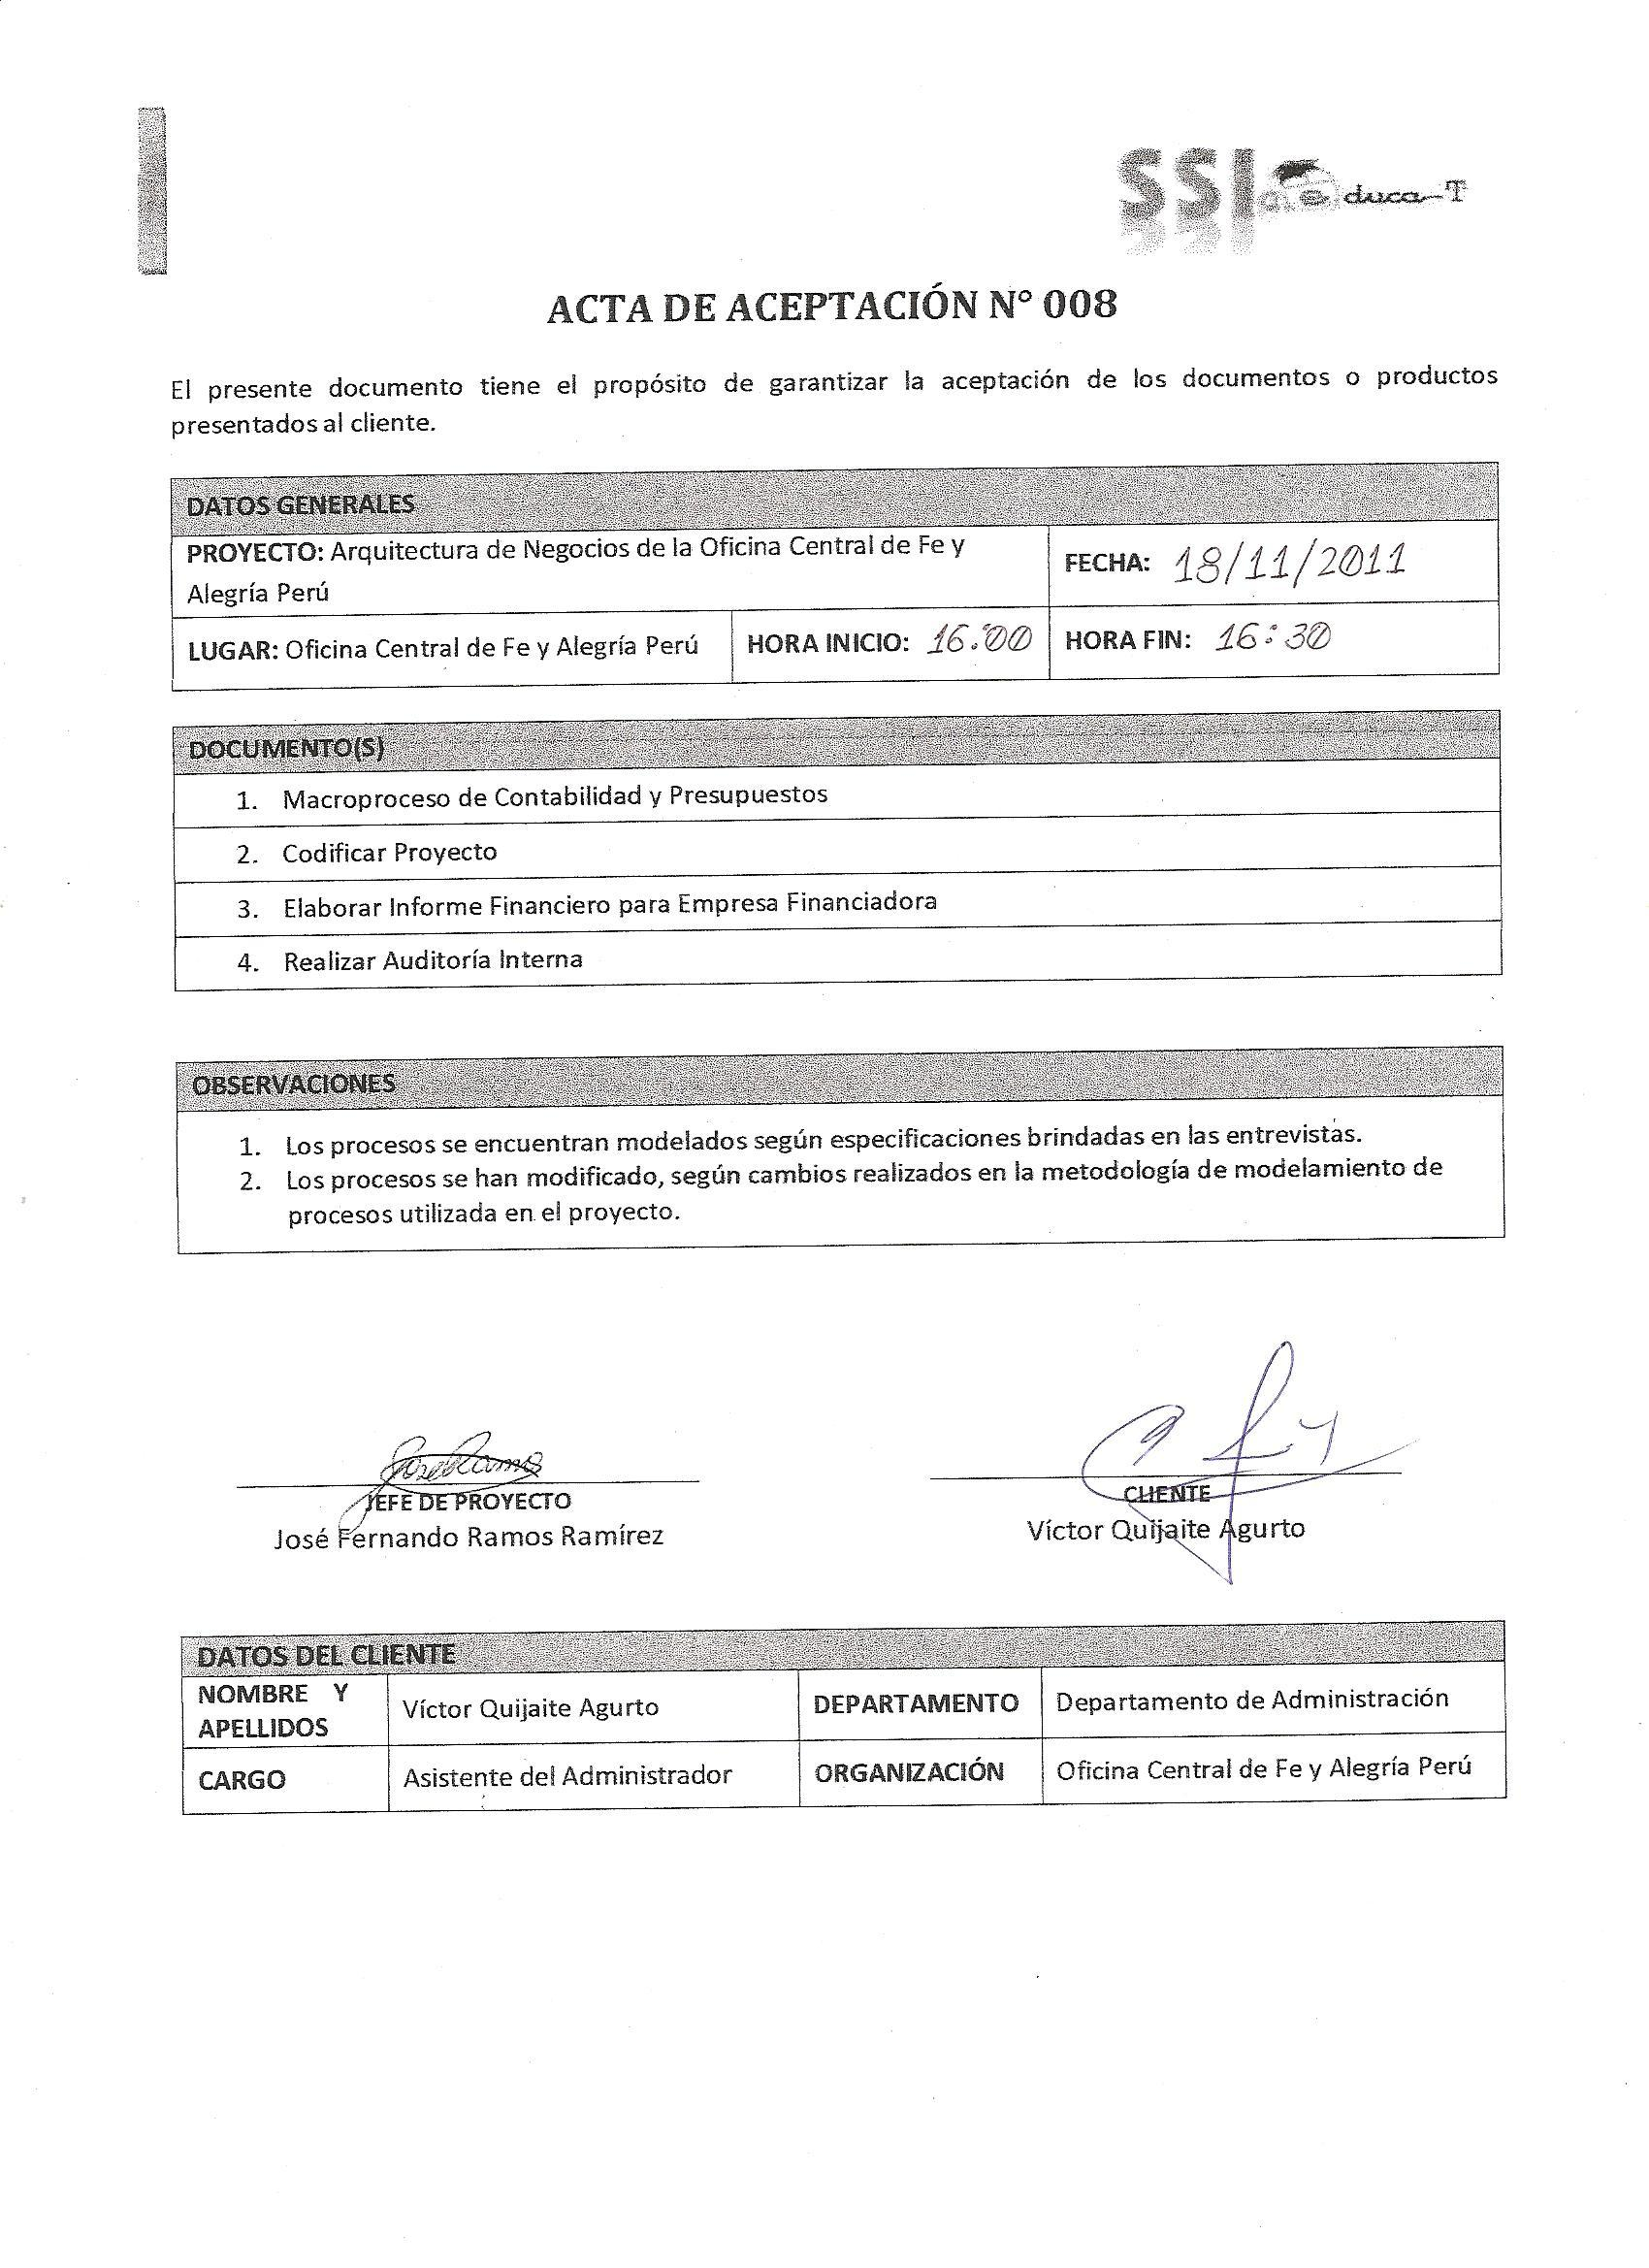 SSI educa-T
ACTA DE ACEPTACIÓN N° 008
El presente documento tiene el propósito de garantizar la aceptación de los documentos o productos
presentados al cliente.
DATOS GENERALES
PROYECTO: Arquitectura de Negocios de la Oficina Central de Fe y
Alegría Perú
FECHA: 18/11/2011
LUGAR: Oficina Central de Fe y Alegría Perú
HORA INICIO: 16:00
HORA FIN: 16:30
DOCUMENTO(S)
1. Macroproceso de Contabilidad y Presupuestos
2. Codificar Proyecto
3. Elaborar Informe Financiero para Empresa Financiadora
4. Realizar Auditoría Interna
OBSERVACIONES
1. Los procesos se encuentran modelados según especificaciones brindadas en las entrevistas.
2. Los procesos se han modificado, según cambios realizados en la metodología de modelamiento de
procesos utilizada en el proyecto.
José Ramos
JEFE DE PROYECTO
José Fernando Ramos Ramírez
CLIENTE
Víctor Quijaite Agurto
DATOS DEL CLIENTE
NOMBRE Y
APELLIDOS
Víctor Quijaite Agurto
DEPARTAMENTO
Departamento de Administración
CARGO
Asistente del Administrador
ORGANIZACIÓN
Oficina Central de Fe y Alegría Perú